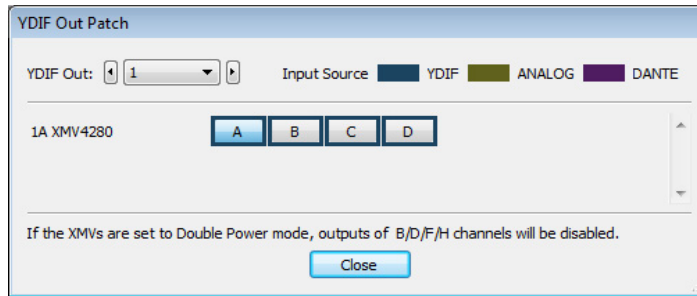 YDIF Out Patch
YDIF Out: 1 Input Source YDIF ANALOG DANTE
1A XMV4280 A B C D
If the XMVs are set to Double Power mode, outputs of B/D/F/H channels will be disabled.
Close